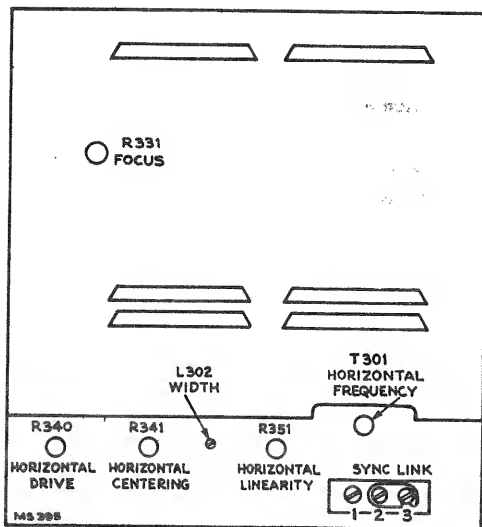 R331
FOCUS
L302
WIDTH
T301
HORIZONTAL
FREQUENCY
R340
HORIZONTAL
DRIVE
R341
HORIZONTAL
CENTERING
R351
HORIZONTAL
LINEARITY
SYNC LINK
1-2-3
MS 395